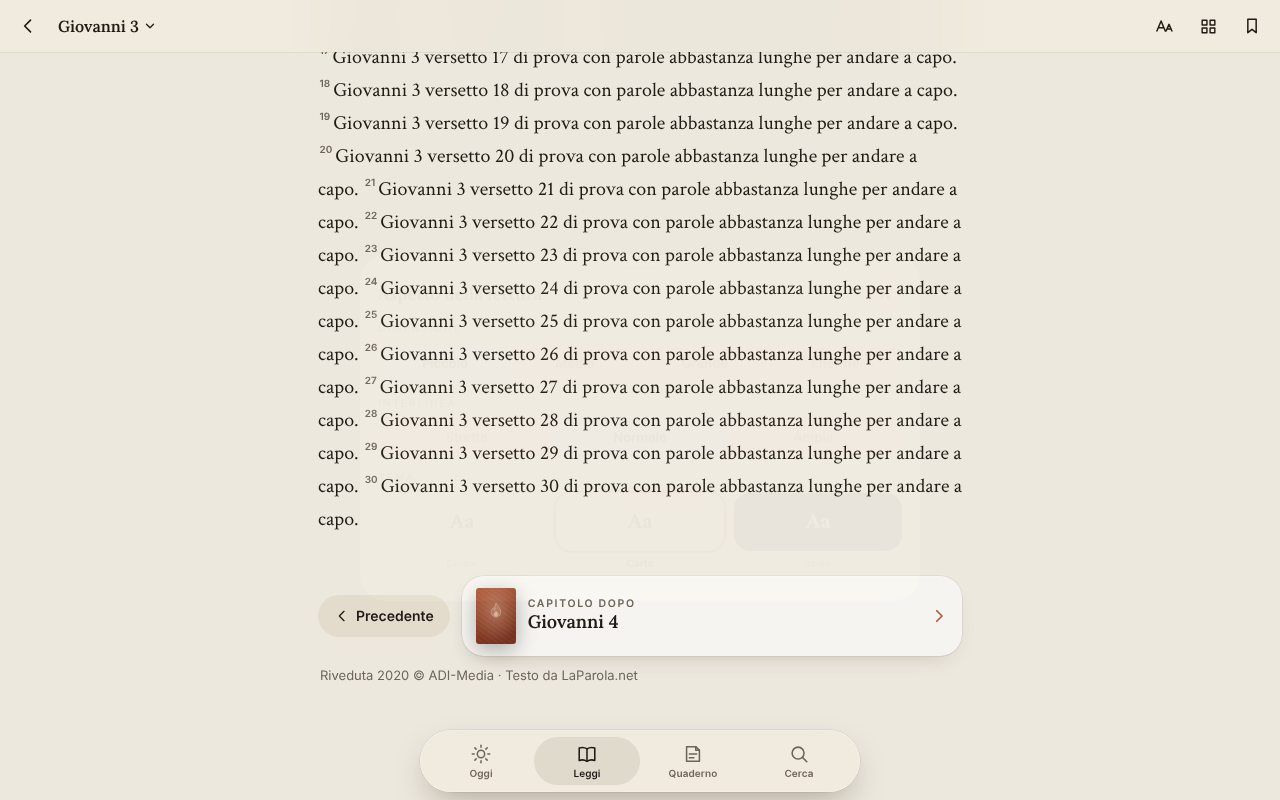 Giovanni 3
17 Giovanni 3 versetto 17 di prova con parole abbastanza lunghe per andare a capo.
18 Giovanni 3 versetto 18 di prova con parole abbastanza lunghe per andare a capo.
19 Giovanni 3 versetto 19 di prova con parole abbastanza lunghe per andare a capo.
20 Giovanni 3 versetto 20 di prova con parole abbastanza lunghe per andare a
capo. 21 Giovanni 3 versetto 21 di prova con parole abbastanza lunghe per andare a
capo. 22 Giovanni 3 versetto 22 di prova con parole abbastanza lunghe per andare a
capo. 23 Giovanni 3 versetto 23 di prova con parole abbastanza lunghe per andare a
capo. 24 Giovanni 3 versetto 24 di prova con parole abbastanza lunghe per andare a
capo. 25 Giovanni 3 versetto 25 di prova con parole abbastanza lunghe per andare a
capo. 26 Giovanni 3 versetto 26 di prova con parole abbastanza lunghe per andare a
capo. 27 Giovanni 3 versetto 27 di prova con parole abbastanza lunghe per andare a
capo. 28 Giovanni 3 versetto 28 di prova con parole abbastanza lunghe per andare a
capo. 29 Giovanni 3 versetto 29 di prova con parole abbastanza lunghe per andare a
capo. 30 Giovanni 3 versetto 30 di prova con parole abbastanza lunghe per andare a
capo.
Aa Aa Aa
Precedente
CAPITOLO DOPO
Giovanni 4
Riveduta 2020 © ADI-Media · Testo da LaParola.net
Oggi Leggi Quaderno Cerca